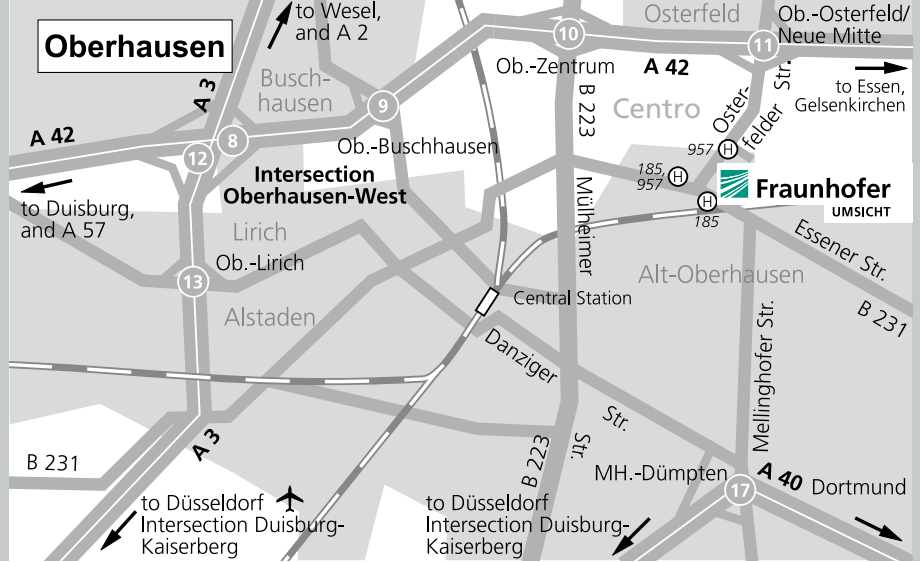 to Wesel,
and A 2
Osterfeld
Ob.-Osterfeld/
Neue Mitte
Oberhausen
10
11
Ob.-Zentrum
A 42
to Essen,
Gelsenkirchen
Busch-
hausen
A 3
9
B 223
Centro
Oster-
felder
Str.
A 42
8
12
Ob.-Buschhausen
957
H
Intersection
Oberhausen-West
185,
957
H
Fraunhofer
UMSICHT
H
185
to Duisburg,
and A 57
Mülheimer
Lirich
Ob.-Lirich
13
Essener Str.
Alt-Oberhausen
Central Station
Alstaden
B 231
Danziger
Mellinghofer Str.
Str.
A 3
B 223
Str.
B 231
MH.-Dümpten
17
A 40
Dortmund
to Düsseldorf
Intersection Duisburg-
Kaiserberg
to Düsseldorf
Intersection Duisburg-
Kaiserberg